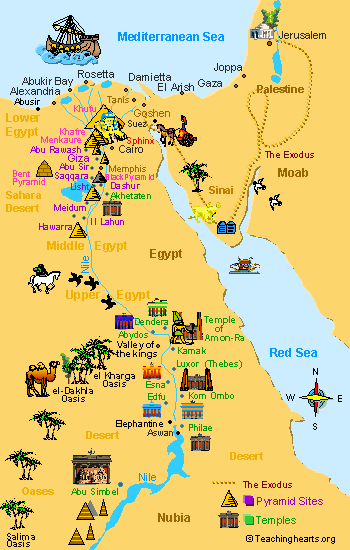 Mediterranean Sea
Jerusalem
Rosetta
Abukir Bay
Damietta
Joppa
Alexandria
El Arish
Gaza
Palestine
Abusir
Tanis
Khufu
Goshen
Lower
Egypt
Suez
Khafre
Menkaure
Sphinx
Cairo
Abu Rawash
Giza
The Exodus
Abu Sir
Memphis
Moab
Bent
Pyramid
Saqqara
Black Pyramid
Lisht
Dashur
Sinai
Sahara
Desert
Akhetaten
Meidum
II Lahun
Hawarra
Middle Egypt
Egypt
Nile
Upper Egypt
Dendera
Temple
of
Amon-Ra
Abydos
Valley of
the kings
Karnak
Red Sea
Luxor (Thebes)
el Kharga
Oasis
el-Dakhla
Oasis
Esna
Edfu
Kom Ombo
N
W
E
S
Elephantine
Philae
Aswan
Desert
Desert
Nile
The Exodus
Oases
Abu Simbel
Pyramid Sites
Temples
Nubia
Salima
Oasis
© Teachinghearts.org